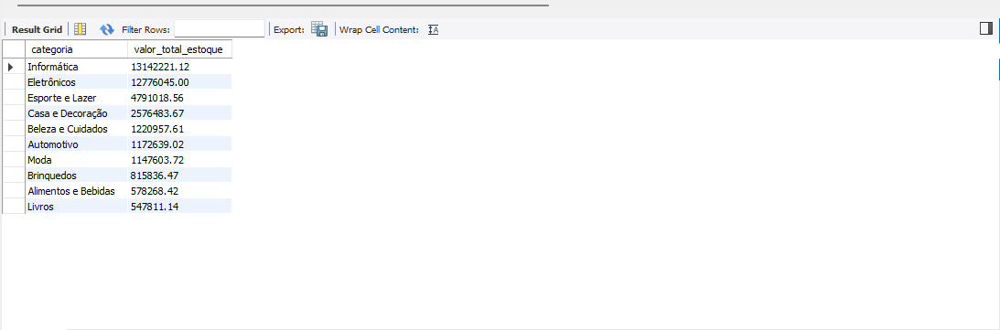 Result Grid Filter Rows: Export: Wrap Cell Content: IA
categoria valor_total_estoque
Informática 13142221.12
Eletrônicos 12776045.00
Esporte e Lazer 4791018.56
Casa e Decoração 2576483.67
Beleza e Cuidados 1220957.61
Automotivo 1172639.02
Moda 1147603.72
Brinquedos 815836.47
Alimentos e Bebidas 578268.42
Livros 547811.14